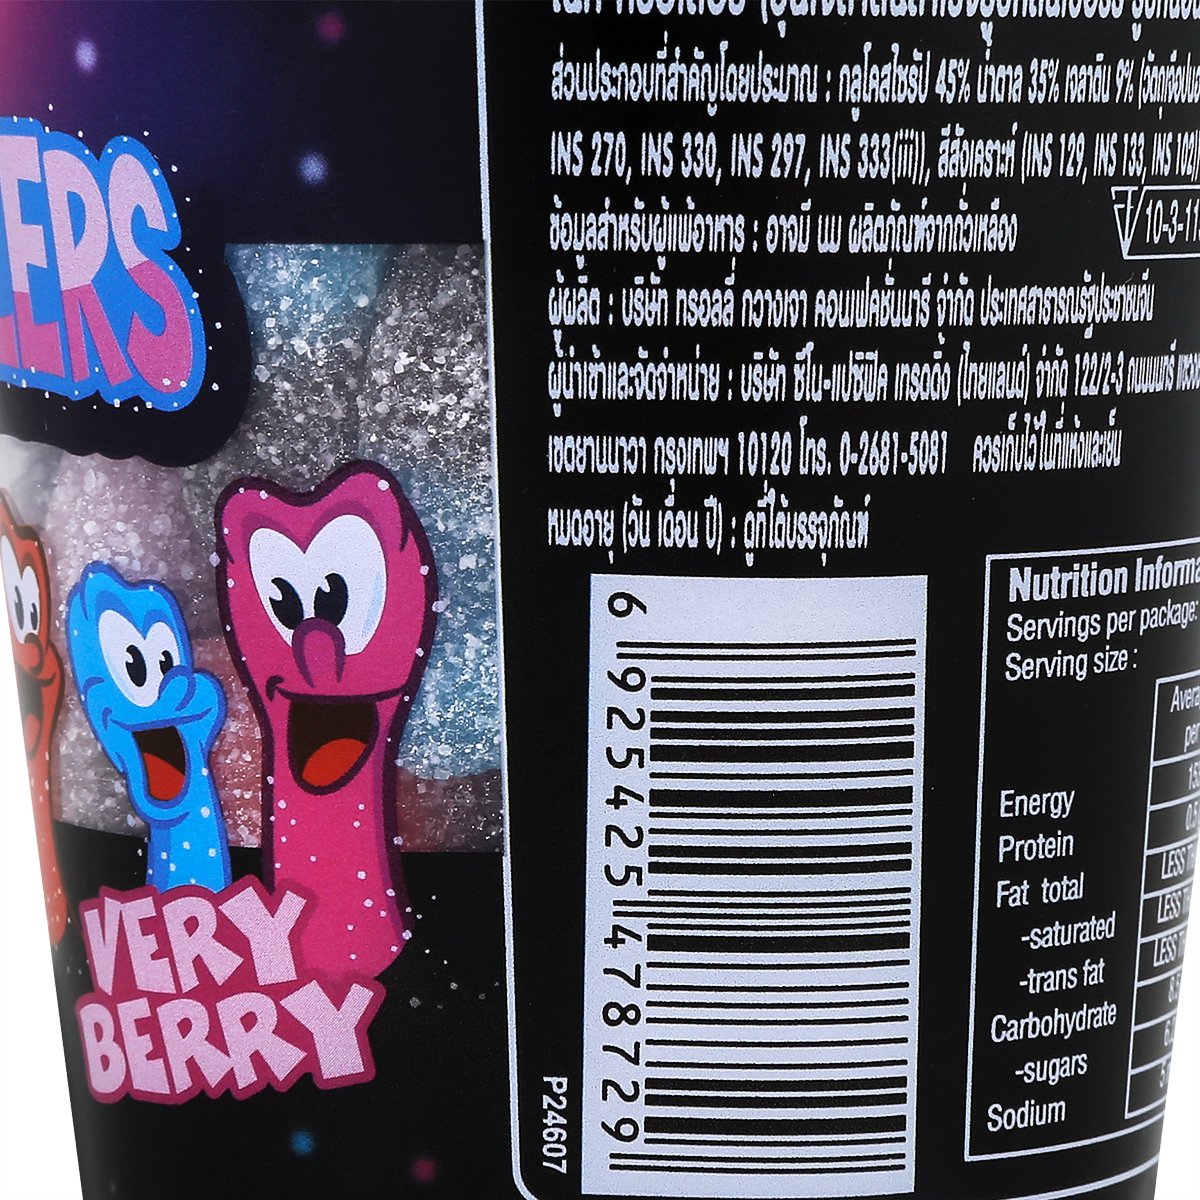 ส่วนประกอบที่สำคัญโดยประมาณ : กลูโคสไซรัป 45% น้ำตาล 35% เจลาติน 9%
INS 270, INS 330, INS 297, INS 333(iii)), สีสังเคราะห์ (INS 129, INS 133, INS 102),
ข้อมูลสำหรับผู้แพ้อาหาร : อาจมี นม ผลิตภัณฑ์จากถั่วเหลือง
10-3-11
ผู้ผลิต : บริษัท ทรอลลี่ กวางเจา คอนเฟคชั่นนารี จำกัด ประเทศสาธารณรัฐประชาชนจีน
ผู้นำเข้าและจัดจำหน่าย : บริษัท ชิโน-แปซิฟิค เทรดดิ้ง (ไทยแลนด์) จำกัด 122/2-3 ถนนนนทรี
เขตยานนาวา กรุงเทพฯ 10120 โทร. 0-2681-5081 ควรเก็บไว้ในที่แห้งและเย็น
หมดอายุ (วัน เดือน ปี) : ดูที่ใต้บรรจุภัณฑ์
ERS
VERY
BERRY
6 925425 478729
P24607
Nutrition Informa
Servings per package:
Serving size :
Energy
Protein
Fat total
-saturated
-trans fat
Carbohydrate
-sugars
Sodium
LESS
LESS
LESS